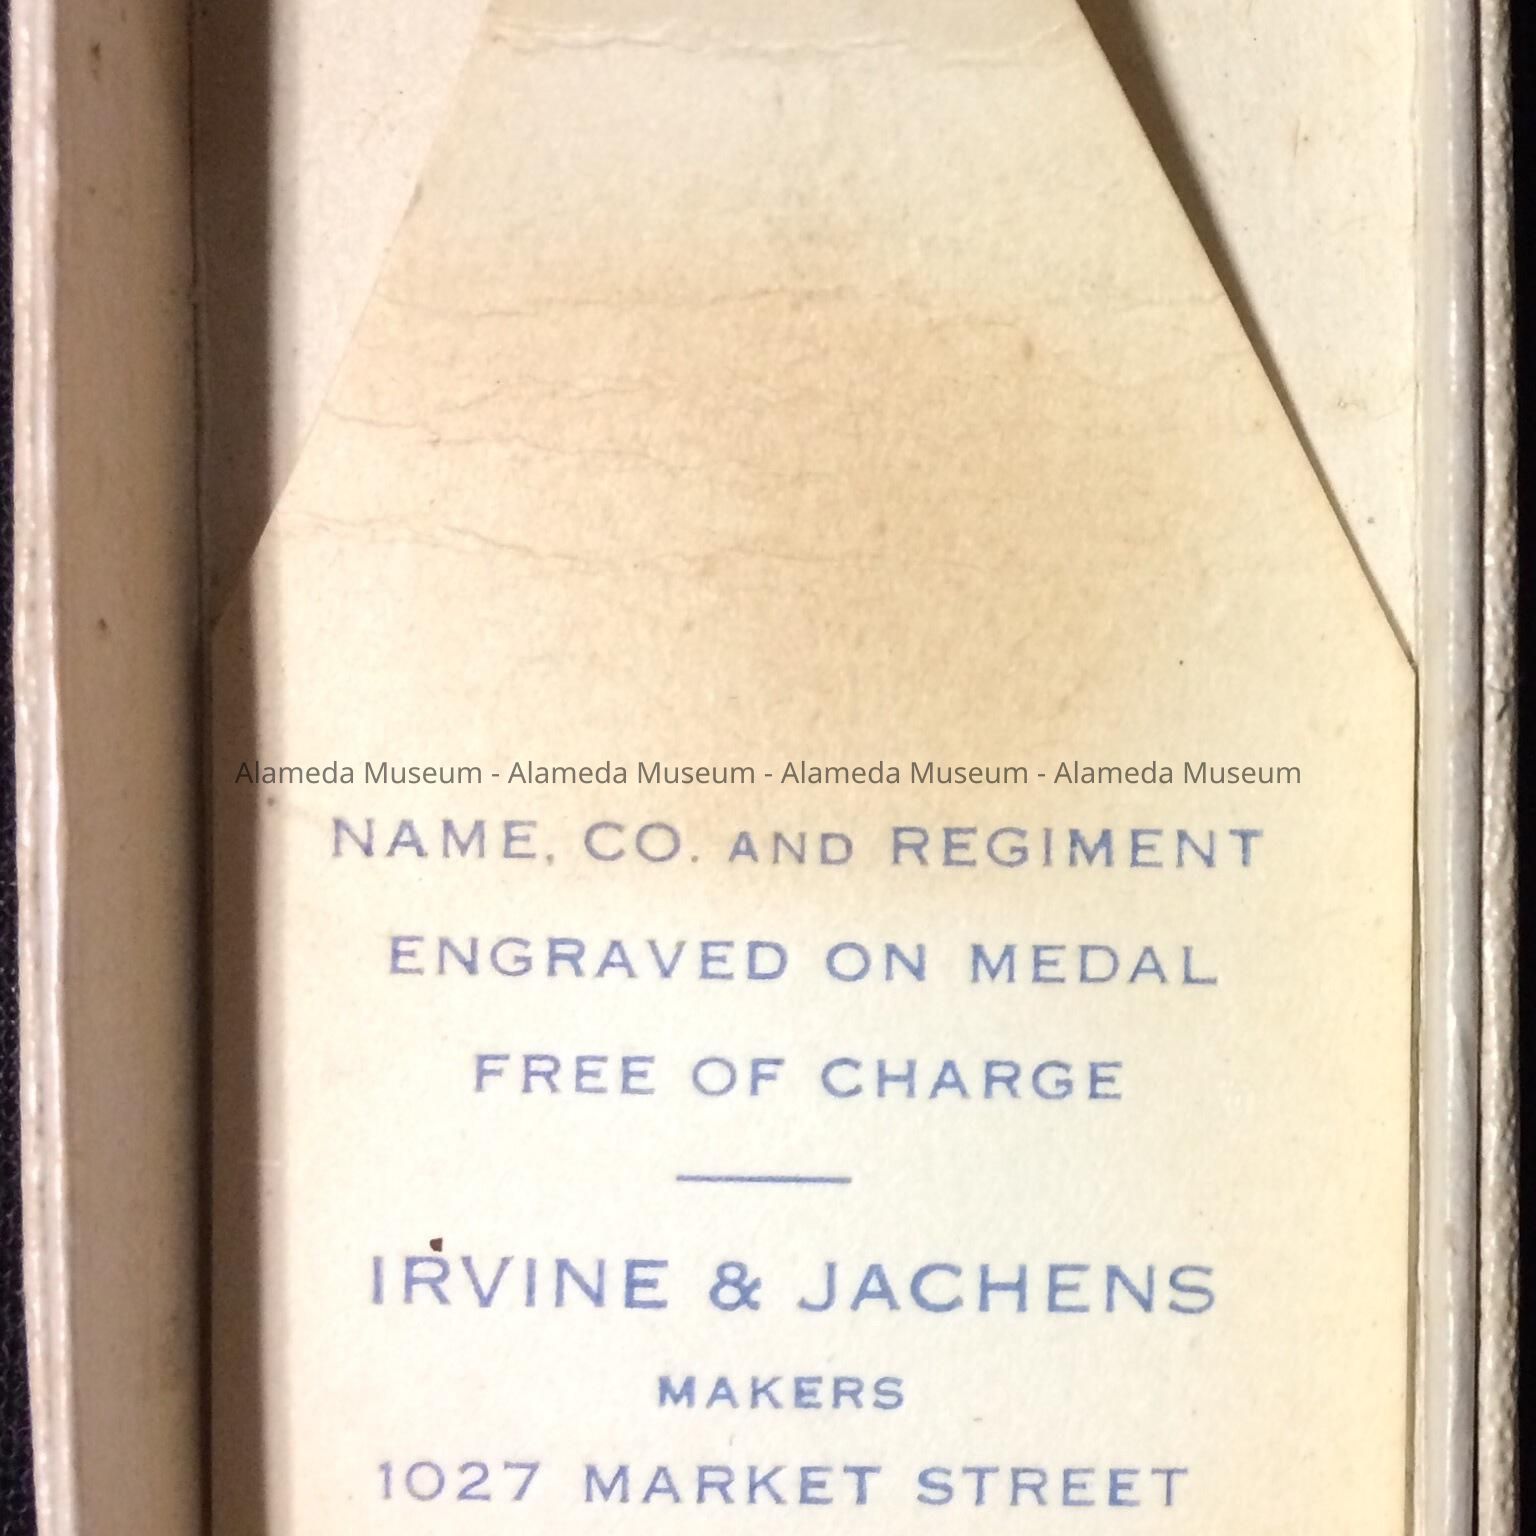 Alameda Museum - Alameda Museum - Alameda Museum - Alameda Museum
NAME, CO. AND REGIMENT
ENGRAVED ON MEDAL
FREE OF CHARGE
IRVINE & JACHENS
MAKERS
1027 MARKET STREET